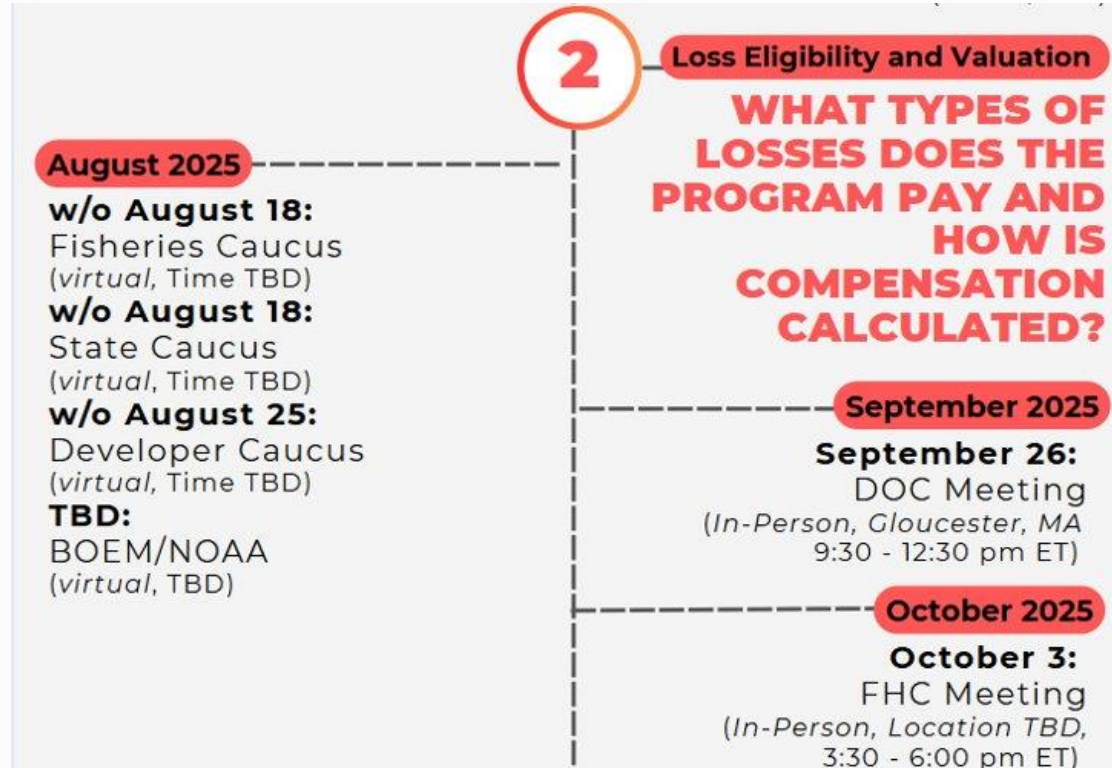 2
Loss Eligibility and Valuation
WHAT TYPES OF
LOSSES DOES THE
PROGRAM PAY AND
HOW IS
COMPENSATION
CALCULATED?
August 2025
w/o August 18:
Fisheries Caucus
(virtual, Time TBD)
w/o August 18:
State Caucus
(virtual, Time TBD)
w/o August 25:
Developer Caucus
(virtual, Time TBD)
TBD:
BOEM/NOAA
(virtual, TBD)
September 2025
September 26:
DOC Meeting
(In-Person, Gloucester, MA
9:30 - 12:30 pm ET)
October 2025
October 3:
FHC Meeting
(In-Person, Location TBD,
3:30 - 6:00 pm ET)